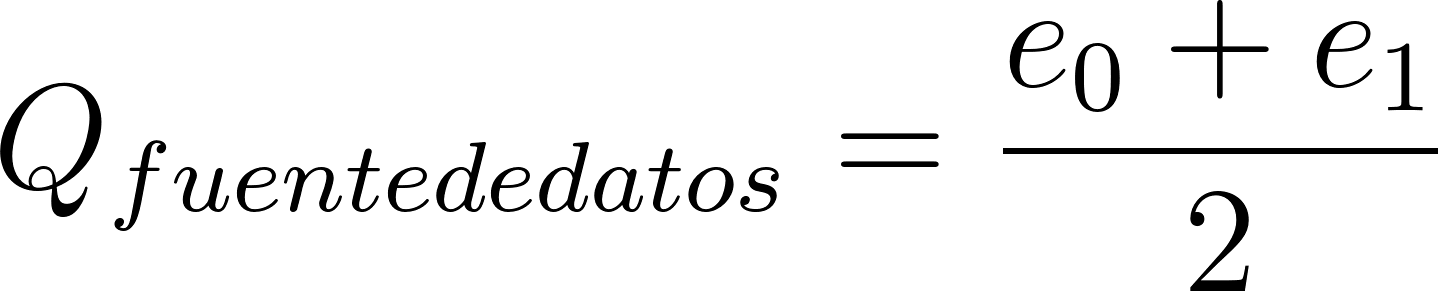 Q_{fuentededatos} = \frac{e_0 + e_1}{2}